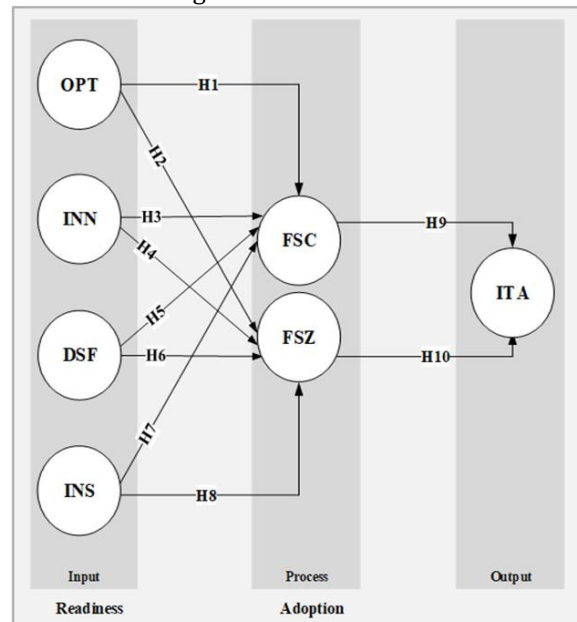 OPT
H1
H2
INN
H3
H4
FSC
H9
ITA
FSZ
H5
DSF
H6
H10
H7
INS
H8
Input
Process
Output
Readiness
Adoption